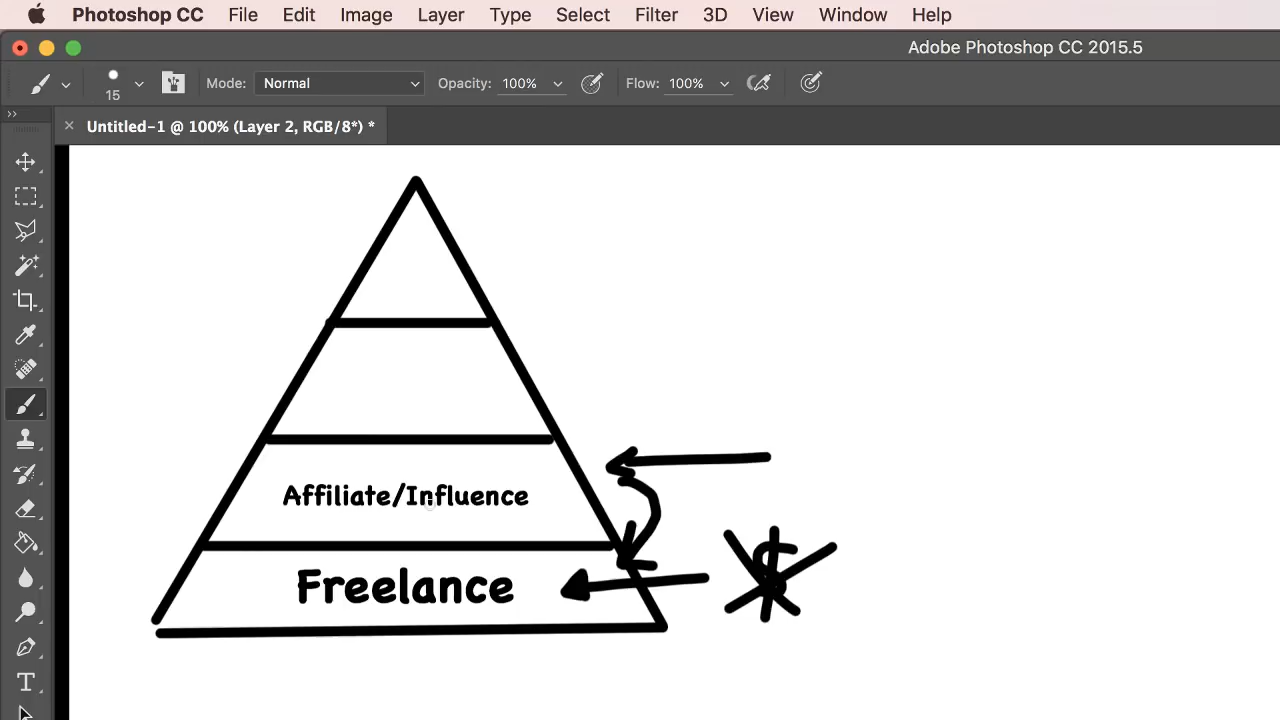 Photoshop CC File Edit Image Layer Type Select Filter 3D View Window Help
Adobe Photoshop CC 2015.5
15 Mode: Normal Opacity: 100% Flow: 100%
Untitled-1 @ 100% (Layer 2, RGB/8*) *
Affiliate/Influence
Freelance
$